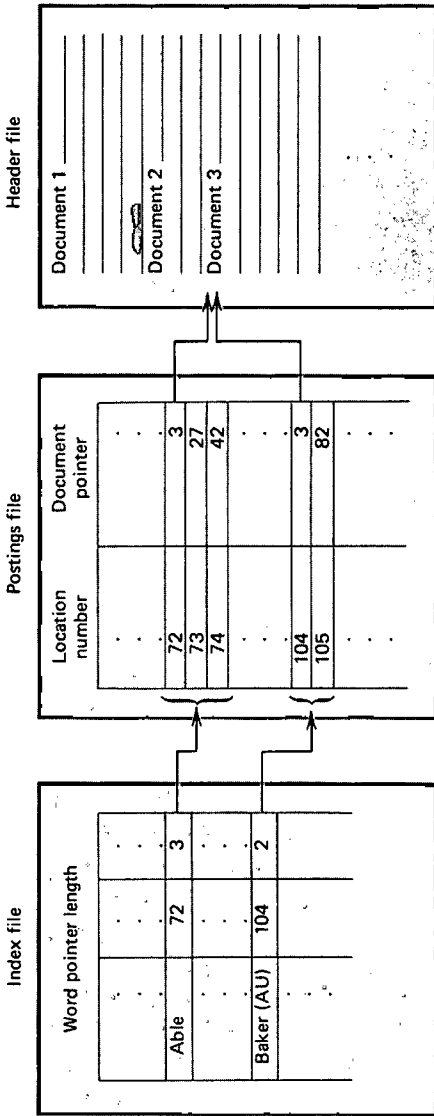 Index file
Word pointer length
. . .
Able 72 3
. . .
Baker (AU) 104 2
. . .
Postings file
Location number
Document pointer
. . .
72 3
73 27
74 42
. . .
104 3
105 82
. . .
Header file
Document 1
Document 2
Document 3
. . .